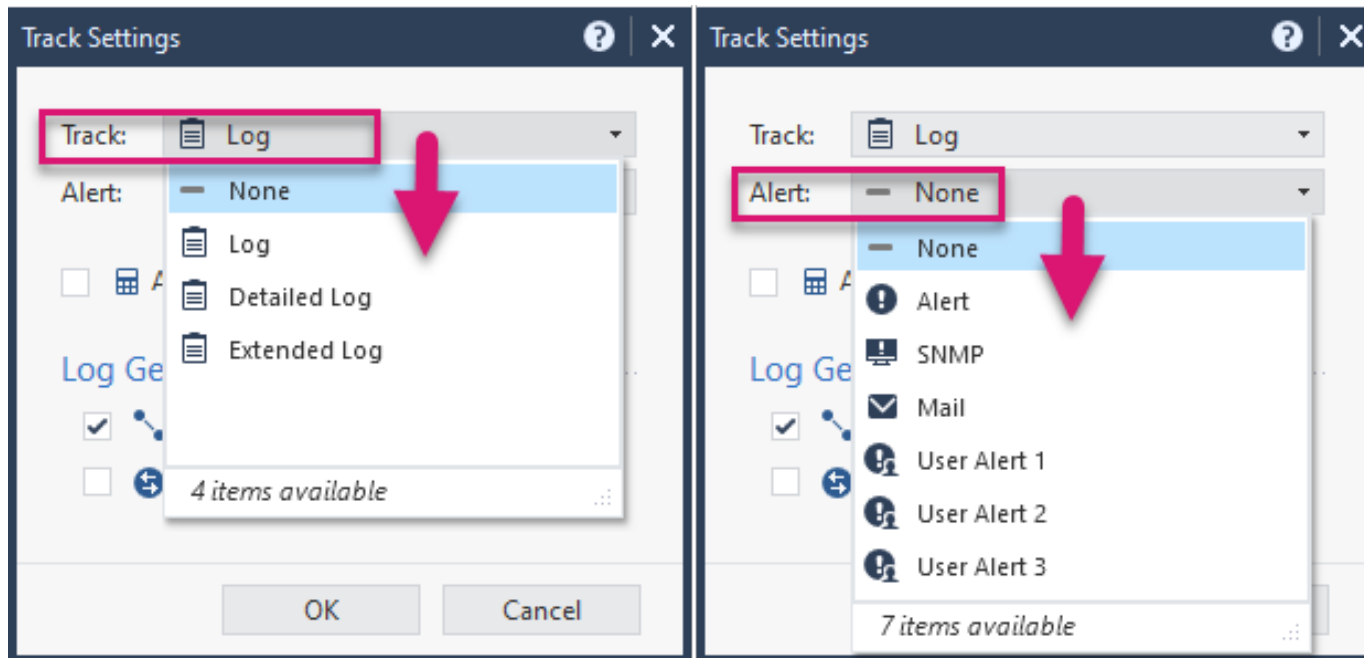 Track Settings
Track: Log
None
Alert:
Log
A
Detailed Log
Extended Log
Log Ge
4 items available
OK Cancel
Track Settings
Track: Log
Alert: None
None
A
Alert
SNMP
Log Ge
Mail
User Alert 1
User Alert 2
User Alert 3
7 items available